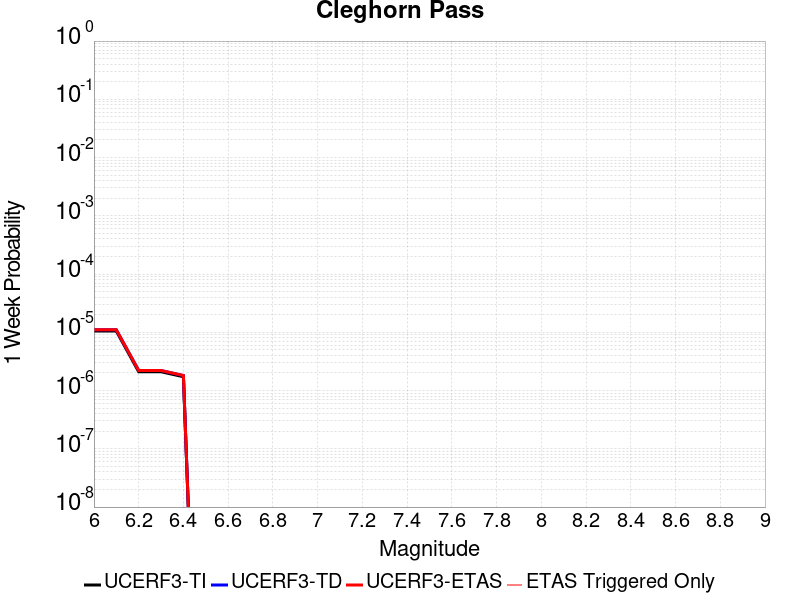 Cleghorn Pass
1 Week Probability
10^0
10^-1
10^-2
10^-3
10^-4
10^-5
10^-6
10^-7
10^-8
6 6.2 6.4 6.6 6.8 7 7.2 7.4 7.6 7.8 8 8.2 8.4 8.6 8.8 9
Magnitude
UCERF3-TI UCERF3-TD UCERF3-ETAS ETAS Triggered Only